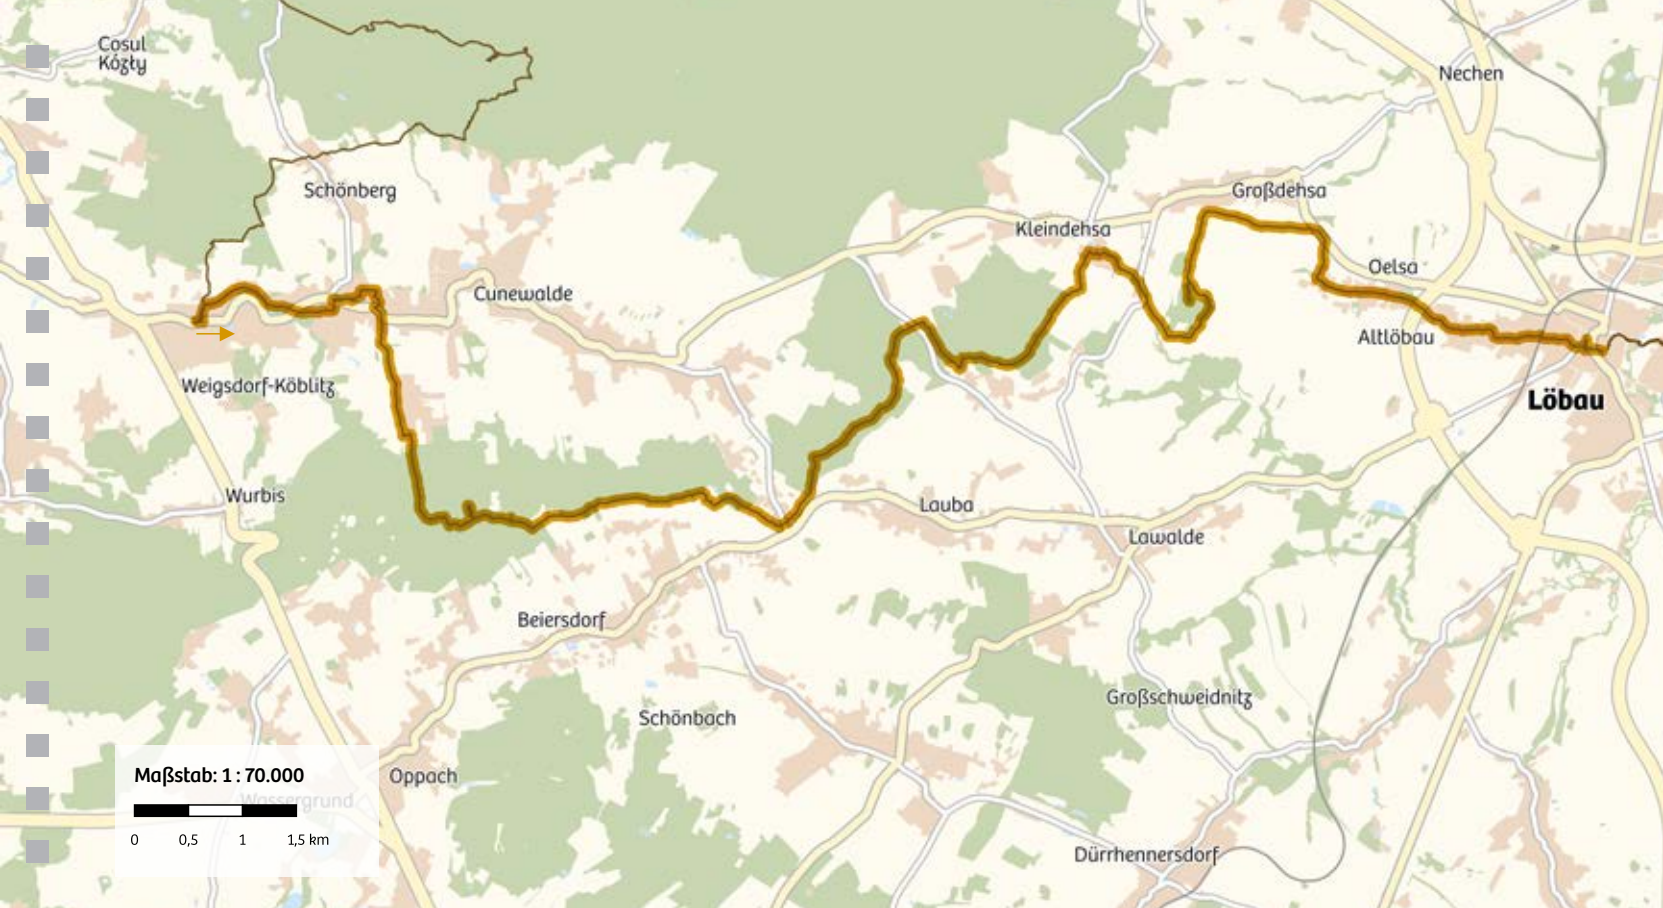 Cosul
Kózły
Nechen
Schönberg
Großdehsa
Kleindehsa
Oelsa
Cunewalde
Altlöbau
Weigsdorf-Köblitz
Löbau
Wurbis
Lauba
Lawalde
Beiersdorf
Großschweidnitz
Schönbach
Maßstab: 1 : 70.000
Oppach
Wassergrund
0 0,5 1 1,5 km
Dürrhennersdorf